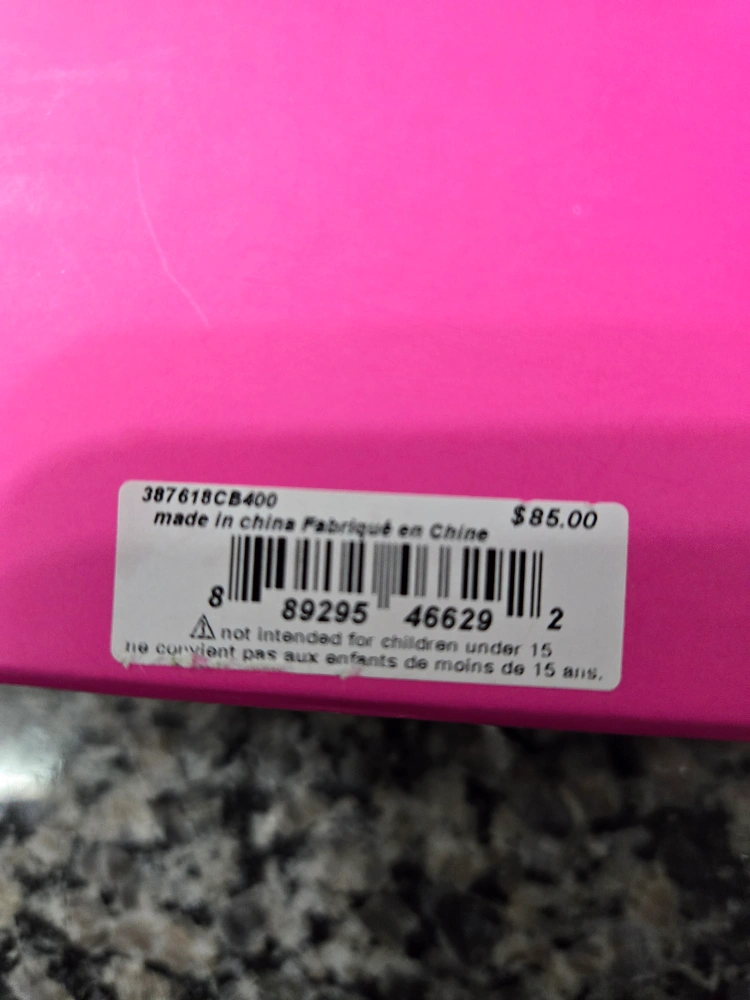 387618CB400
$85.00
made in china Fabriqué en Chine
8 89295 46629 2
⚠ not intended for children under 15
ne convient pas aux enfants de moins de 15 ans.